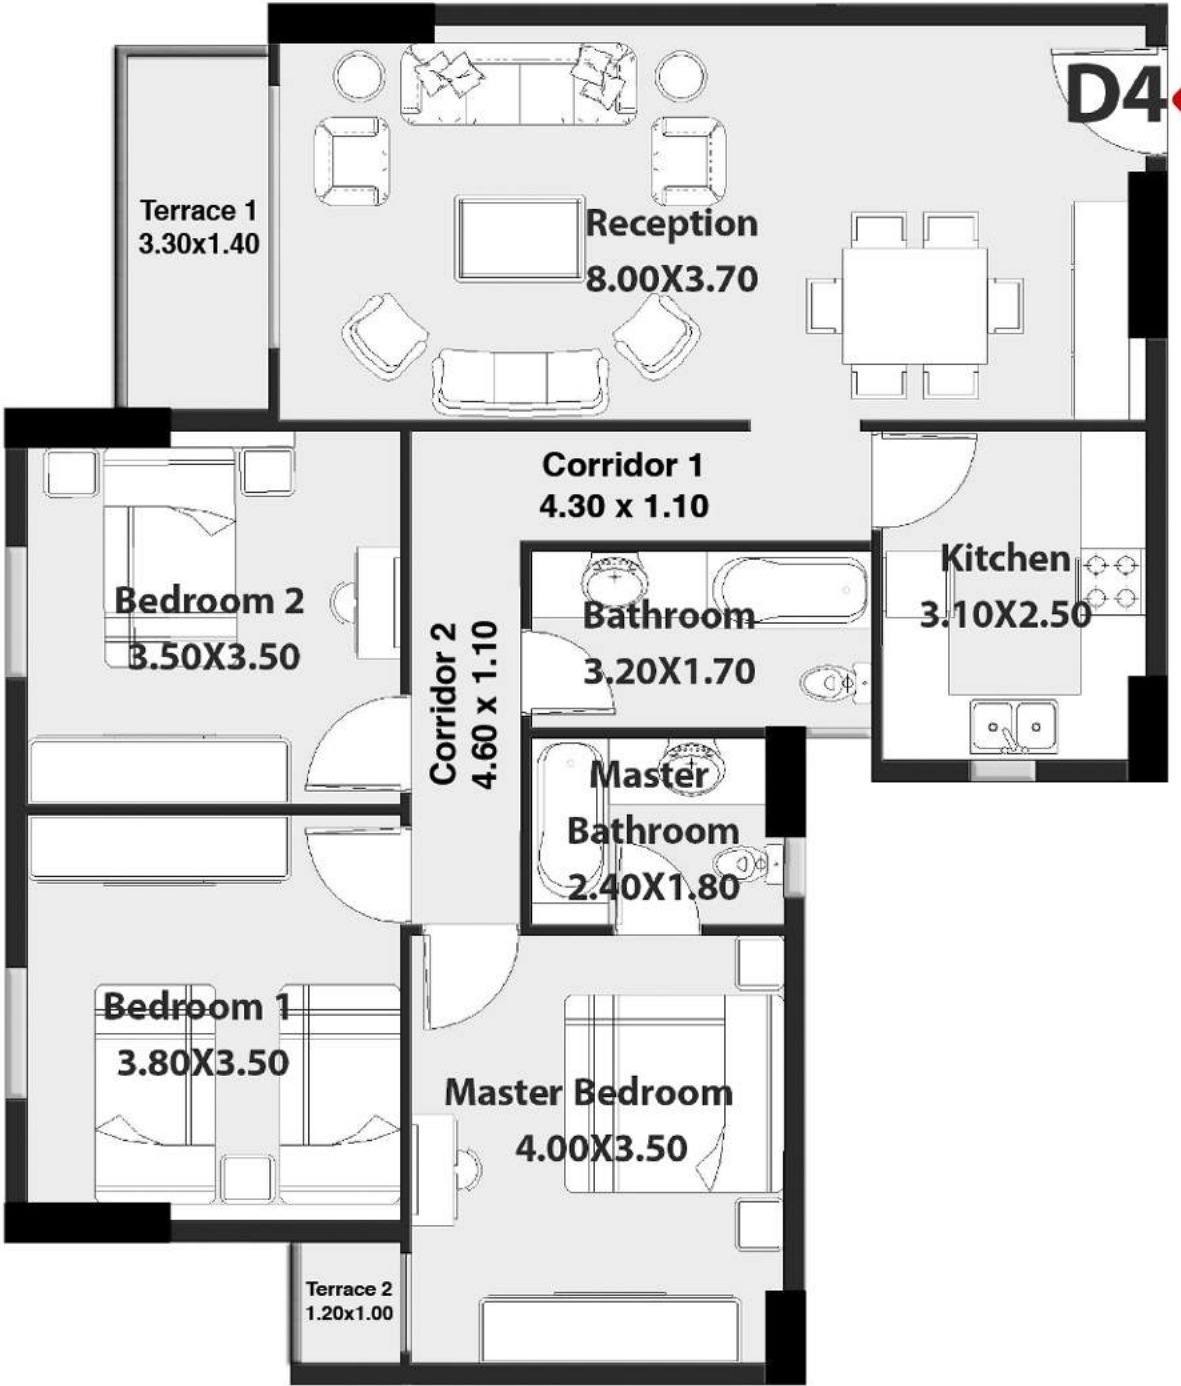 D4
Terrace 1
3.30x1.40
Reception
8.00X3.70
Corridor 1
4.30 x 1.10
Kitchen
3.10X2.50
Bedroom 2
3.50X3.50
Bathroom
3.20X1.70
Corridor 2
4.60 x 1.10
Master
Bathroom
2.40X1.80
Bedroom 1
3.80X3.50
Master Bedroom
4.00X3.50
Terrace 2
1.20x1.00